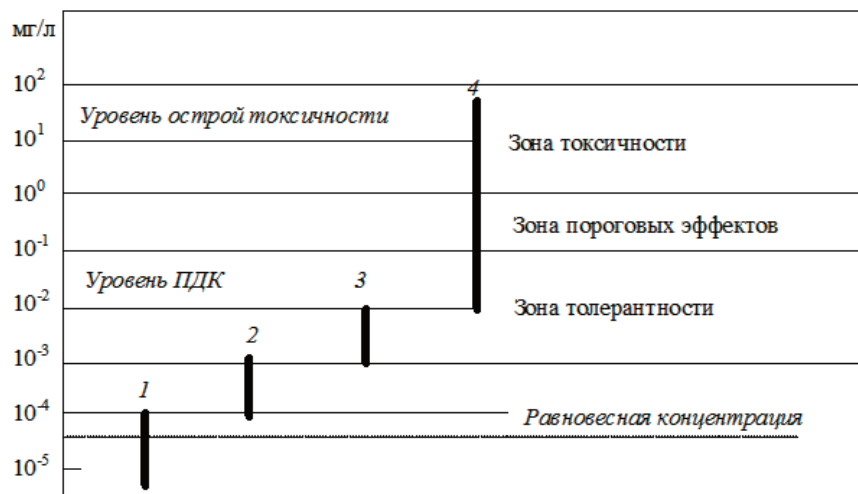 мг/л
10²
4
Уровень острой токсичности
10¹
Зона токсичности
10⁰
Зона пороговых эффектов
10⁻¹
Уровень ПДК
3
10⁻²
Зона толерантности
2
10⁻³
1
10⁻⁴
Равновесная концентрация
10⁻⁵